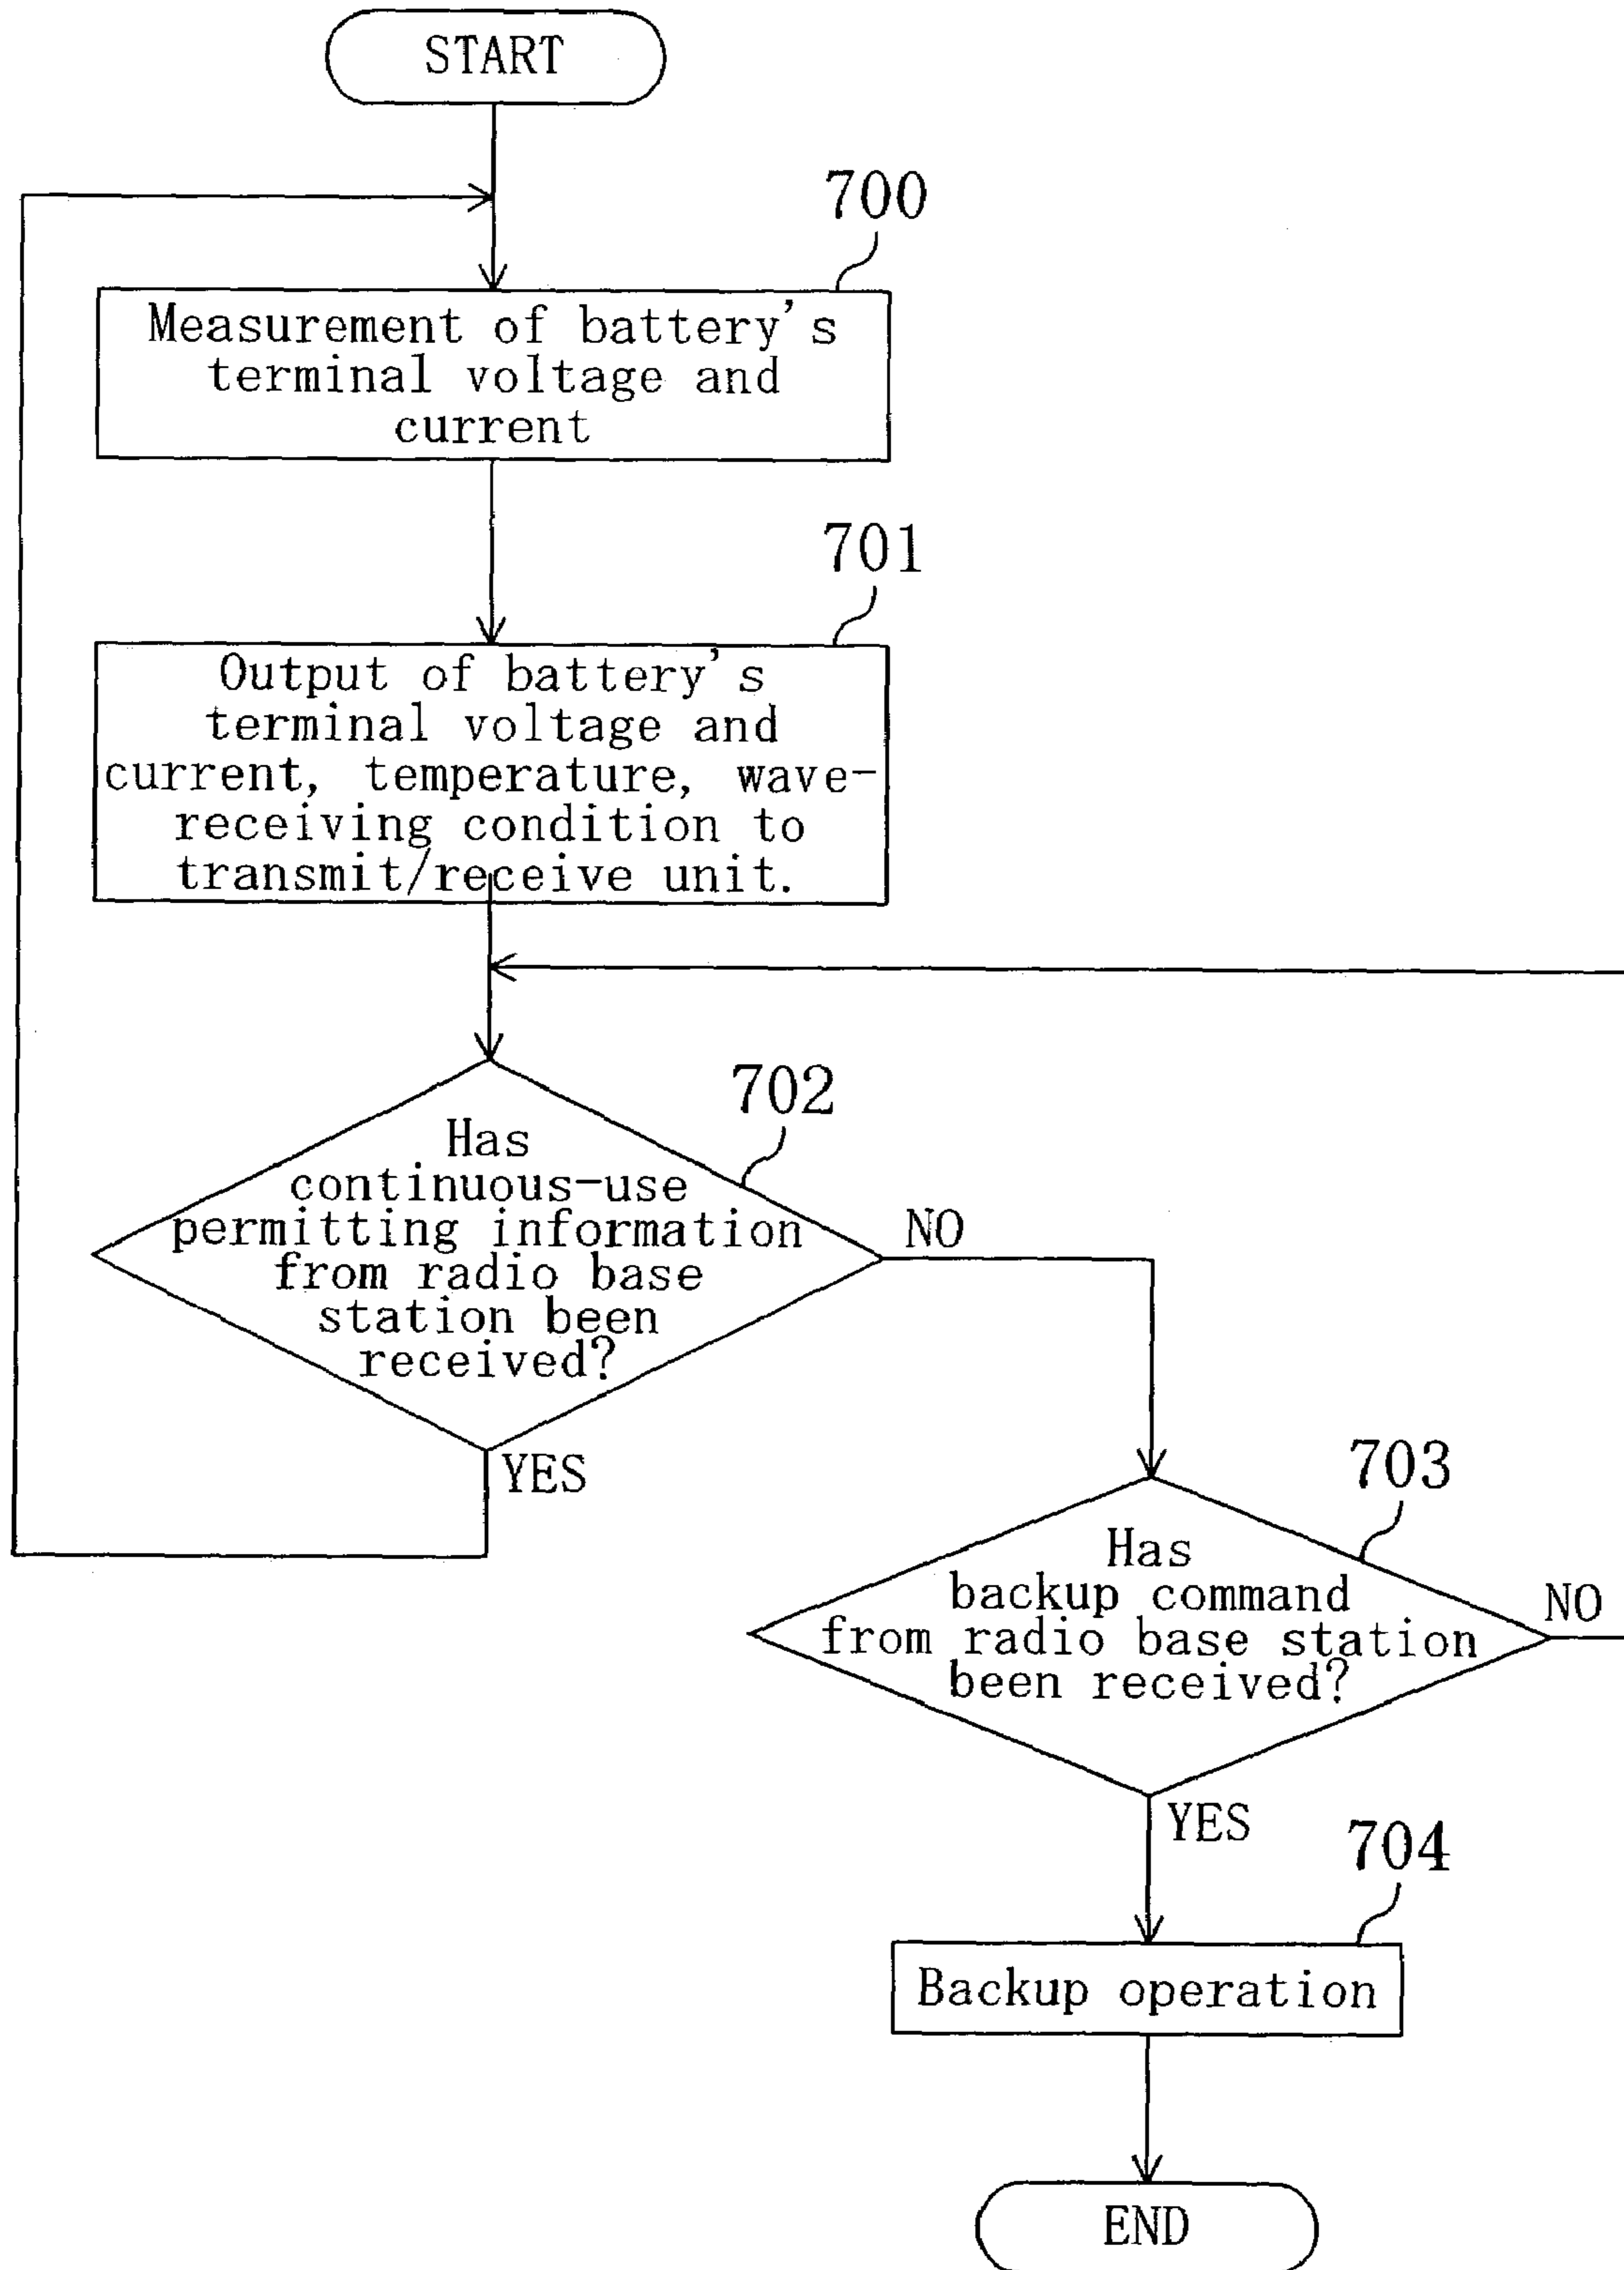 START
700
Measurement of battery's
terminal voltage and
current
701
Output of battery's
terminal voltage and
current, temperature, wave-
receiving condition to
transmit/receive unit.
702
Has
continuous-use
permitting information
from radio base
station been
received?
NO
YES
703
Has
backup command
from radio base station
been received?
NO
YES
704
Backup operation
END